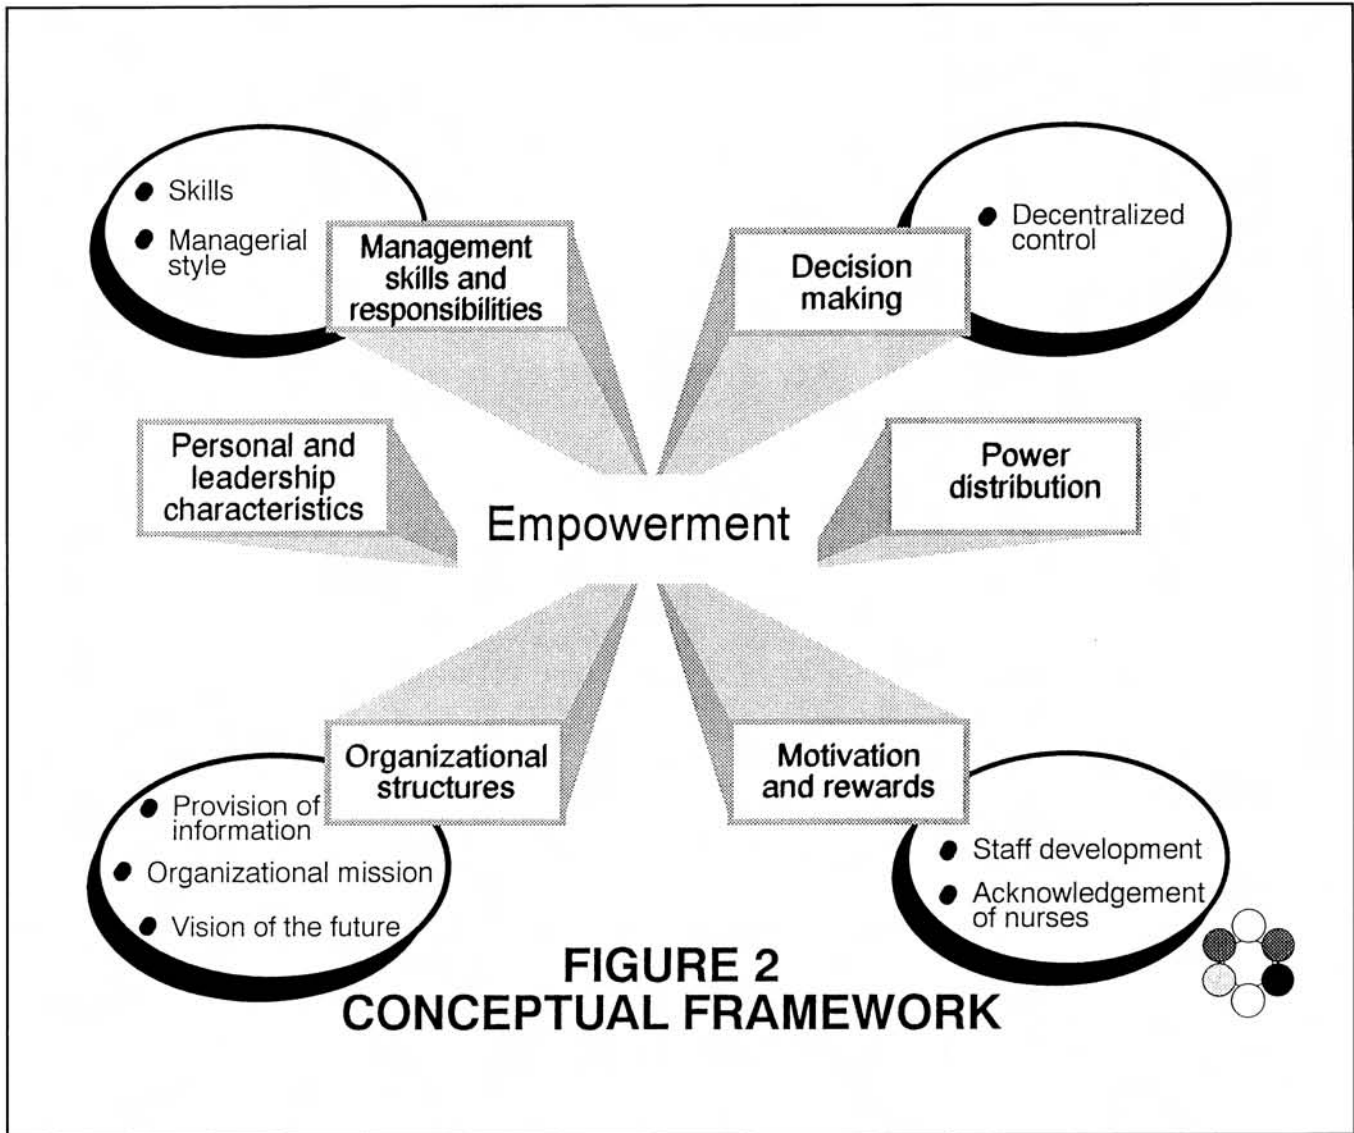 Skills
Managerial
style
Management
skills and
responsibilities
Decision
making
Decentralized
control
Personal and
leadership
characteristics
Power
distribution
Empowerment
Organizational
structures
Motivation
and rewards
Provision of
information
Organizational mission
Vision of the future
Staff development
Acknowledgement
of nurses
FIGURE 2
CONCEPTUAL FRAMEWORK